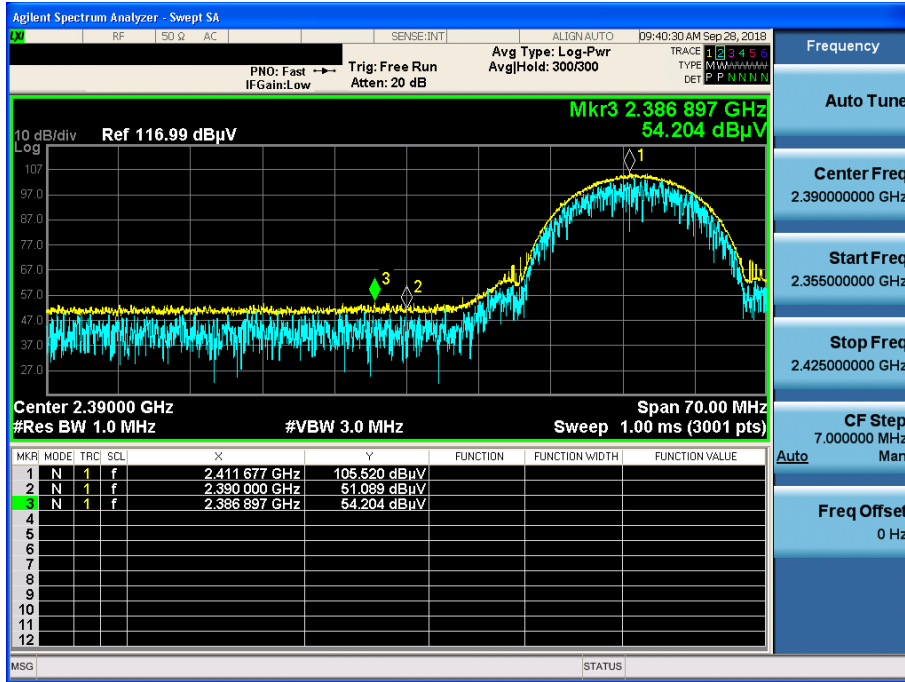 Agilent Spectrum Analyzer - Swept SA
LXI RF 50 Ω AC SENSE:INT ALIGN AUTO 09:40:30 AM Sep 28, 2018
PNO: Fast Trig: Free Run Avg Type: Log-Pwr TRACE 1 2 3 4 5 6
IFGain:Low Atten: 20 dB Avg|Hold: 300/300 TYPE M W
DET P P N N N N
Mkr3 2.386 897 GHz
54.204 dBµV
10 dB/div Ref 116.99 dBµV
Log
107
97.0
87.0
77.0
67.0
57.0
47.0
37.0
27.0
1
3
2
Center 2.39000 GHz Span 70.00 MHz
#Res BW 1.0 MHz #VBW 3.0 MHz Sweep 1.00 ms (3001 pts)
MKR MODE TRC SCL X Y FUNCTION FUNCTION WIDTH FUNCTION VALUE
1 N 1 f 2.411 677 GHz 105.520 dBµV
2 N 1 f 2.390 000 GHz 51.089 dBµV
3 N 1 f 2.386 897 GHz 54.204 dBµV
4
5
6
7
8
9
10
11
12
MSG STATUS
Frequency
Auto Tune
Center Freq
2.390000000 GHz
Start Freq
2.355000000 GHz
Stop Freq
2.425000000 GHz
CF Step
7.000000 MHz
Auto Man
Freq Offset
0 Hz